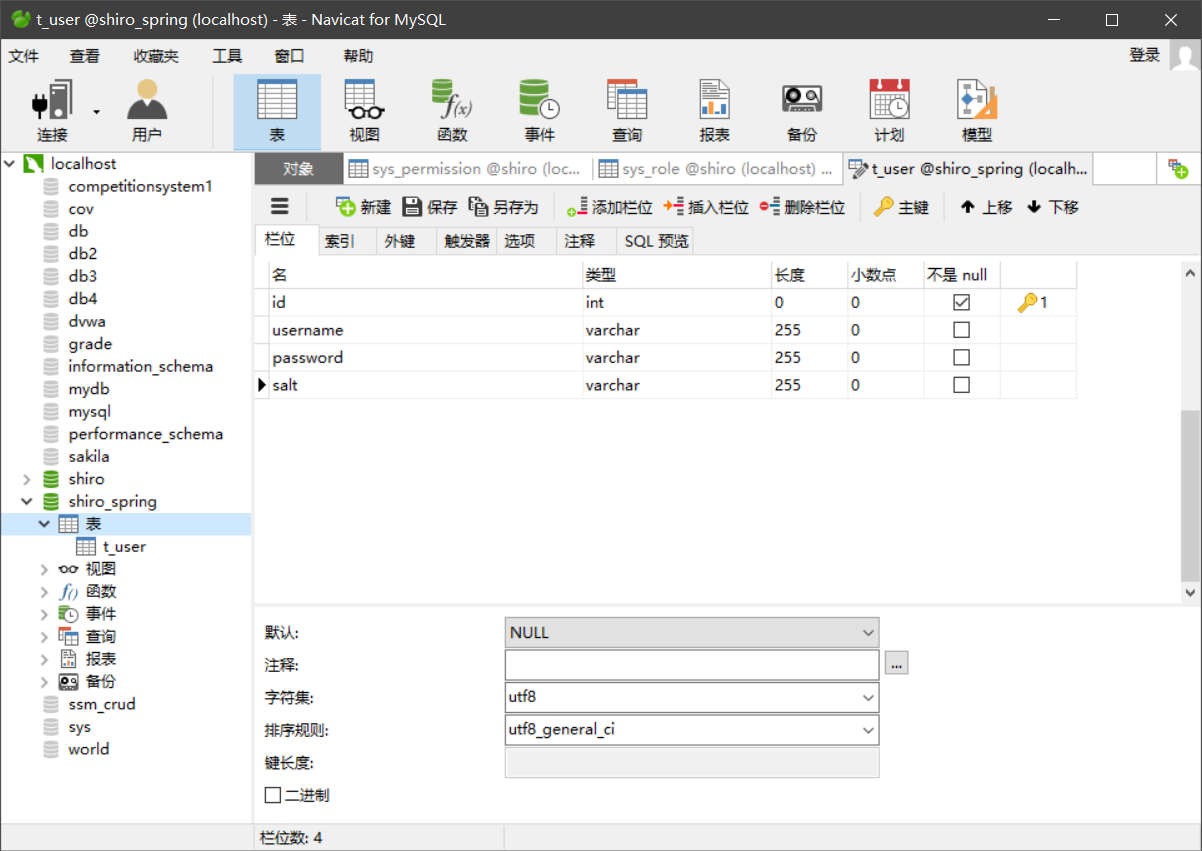 t_user @shiro_spring (localhost) - 表 - Navicat for MySQL
文件 查看 收藏夹 工具 窗口 帮助 登录
连接 用户 表 视图 函数 事件 查询 报表 备份 计划 模型
对象 sys_permission @shiro (loc... sys_role @shiro (localhost) ... t_user @shiro_spring (localh...
新建 保存 另存为 添加栏位 插入栏位 删除栏位 主键 上移 下移
栏位 索引 外键 触发器 选项 注释 SQL 预览
名 类型 长度 小数点 不是 null
id int 0 0 1
username varchar 255 0
password varchar 255 0
salt varchar 255 0
localhost
competitionsystem1
cov
db
db2
db3
db4
dvwa
grade
information_schema
mydb
mysql
performance_schema
sakila
shiro
shiro_spring
表
t_user
视图
函数
事件
查询
报表
备份
ssm_crud
sys
world
默认: NULL
注释: ...
字符集: utf8
排序规则: utf8_general_ci
键长度:
二进制
栏位数: 4